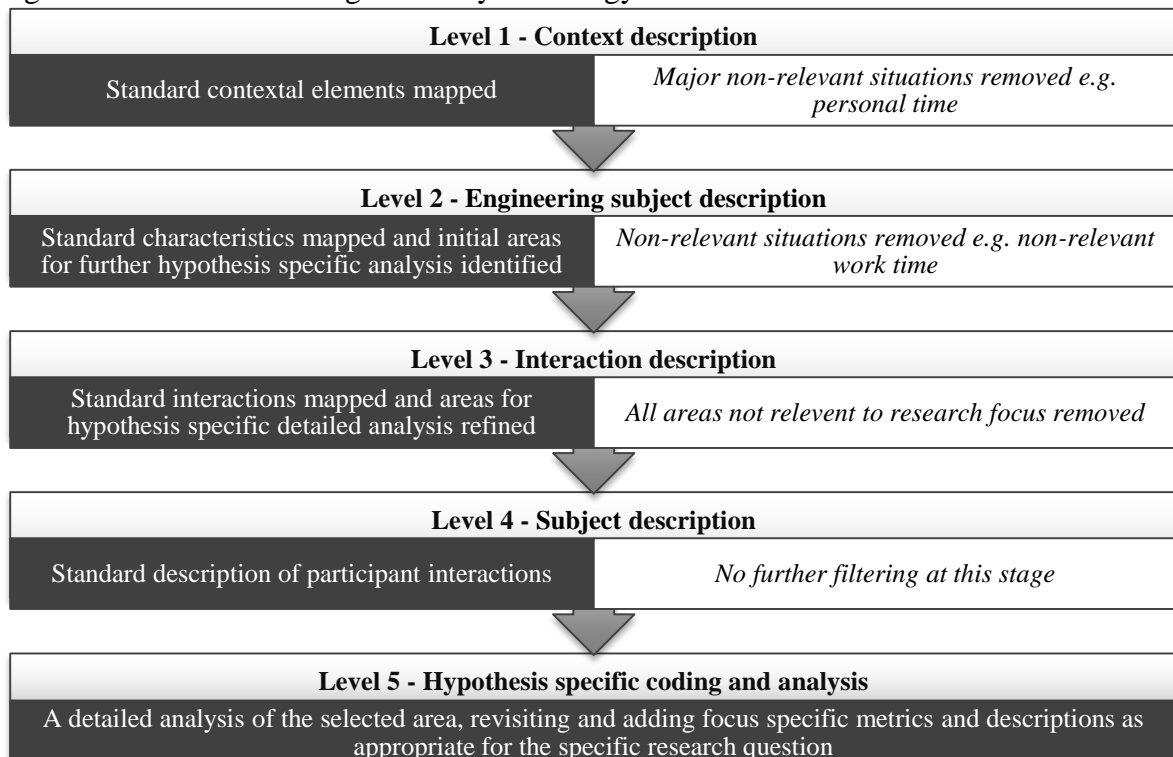 Level 1 - Context description
Standard contextal elements mapped
Major non-relevant situations removed e.g.
personal time
Level 2 - Engineering subject description
Standard characteristics mapped and initial areas
for further hypothesis specific analysis identified
Non-relevant situations removed e.g. non-relevant
work time
Level 3 - Interaction description
Standard interactions mapped and areas for
hypothesis specific detailed analysis refined
All areas not relevent to research focus removed
Level 4 - Subject description
Standard description of participant interactions
No further filtering at this stage
Level 5 - Hypothesis specific coding and analysis
A detailed analysis of the selected area, revisiting and adding focus specific metrics and descriptions as
appropriate for the specific research question